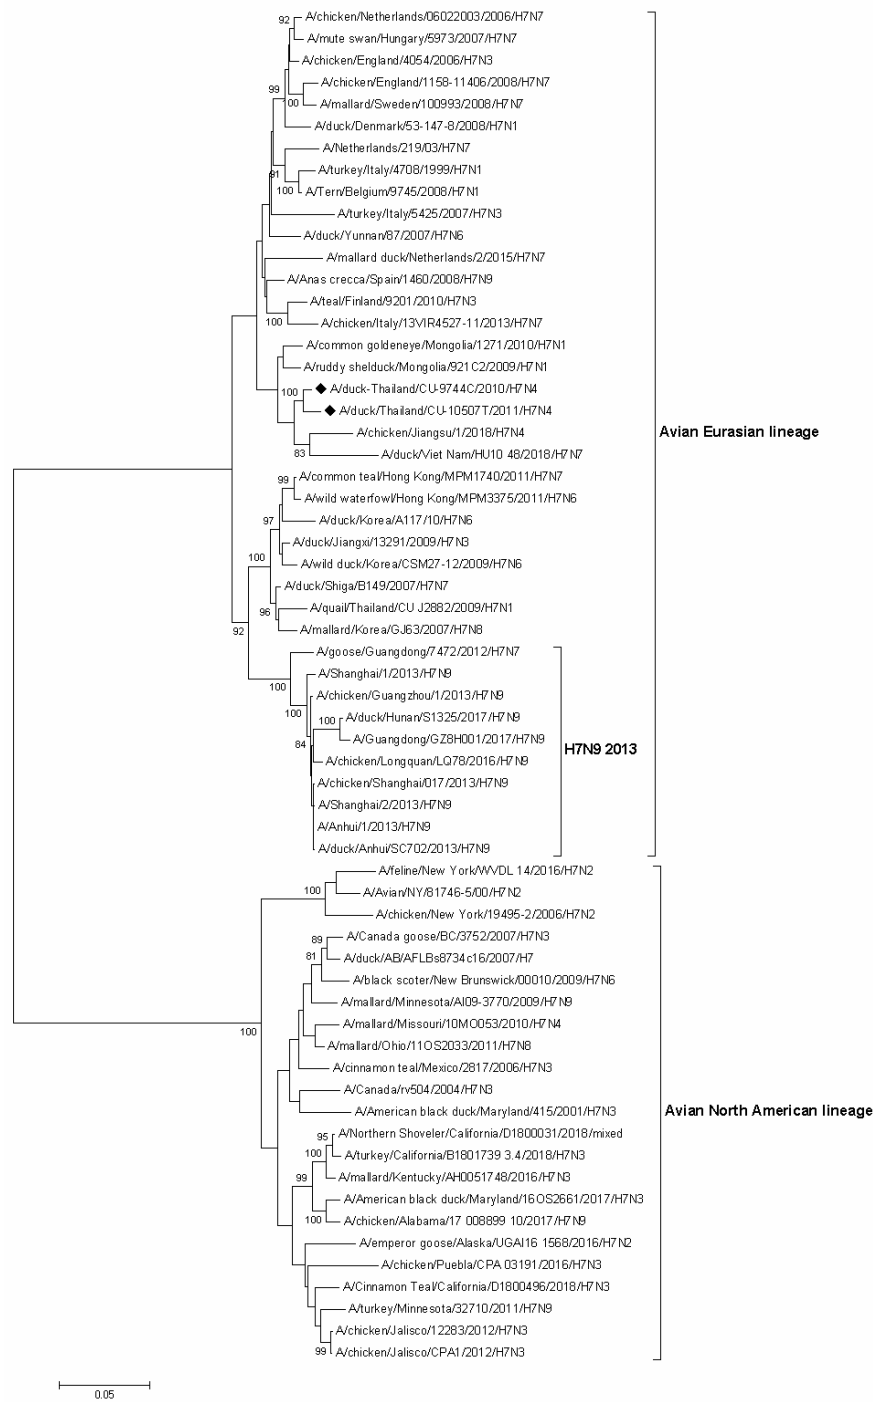 92
A/chicken/Netherlands/06022003/2006/H7N7
A/mute swan/Hungary/5973/2007/H7N7
A/chicken/England/4054/2006/H7N3
A/chicken/England/1158-11406/2008/H7N7
99
100
A/mallard/Sweden/100993/2008/H7N7
A/duck/Denmark/53-147-8/2008/H7N1
A/Netherlands/219/03/H7N7
91
A/turkey/Italy/4708/1999/H7N1
100
A/Tern/Belgium/9745/2008/H7N1
A/turkey/Italy/5425/2007/H7N3
A/duck/Yunnan/87/2007/H7N6
A/mallard duck/Netherlands/2/2015/H7N7
A/Anas crecca/Spain/1460/2008/H7N9
A/teal/Finland/9201/2010/H7N3
100
A/chicken/Italy/13VIR4527-11/2013/H7N7
A/common goldeneye/Mongolia/1271/2010/H7N1
A/ruddy shelduck/Mongolia/921C2/2009/H7N1
100
A/duck-Thailand/CU-9744C/2010/H7N4
A/duck/Thailand/CU-10507T/2011/H7N4
A/chicken/Jiangsu/1/2018/H7N4
Avian Eurasian lineage
83
A/duck/Viet Nam/HU10 48/2018/H7N7
A/common teal/Hong Kong/MPM1740/2011/H7N7
99
A/wild waterfowl/Hong Kong/MPM3375/2011/H7N6
97
A/duck/Korea/A117/10/H7N6
A/duck/Jiangxi/13291/2009/H7N3
100
A/wild duck/Korea/CSM27-12/2009/H7N6
A/duck/Shiga/B149/2007/H7N7
96
A/quail/Thailand/CU J2882/2009/H7N1
92
A/mallard/Korea/GJ63/2007/H7N8
A/goose/Guangdong/7472/2012/H7N7
A/Shanghai/1/2013/H7N9
100
A/chicken/Guangzhou/1/2013/H7N9
100
100
A/duck/Hunan/S1325/2017/H7N9
84
A/Guangdong/GZ8H001/2017/H7N9
H7N9 2013
A/chicken/Longquan/LQ78/2016/H7N9
A/chicken/Shanghai/017/2013/H7N9
A/Shanghai/2/2013/H7N9
A/Anhui/1/2013/H7N9
A/duck/Anhui/SC702/2013/H7N9
A/feline/New York/WVDL 14/2016/H7N2
100
A/Avian/NY/81746-5/00/H7N2
A/chicken/New York/19495-2/2006/H7N2
89
A/Canada goose/BC/3752/2007/H7N3
81
A/duck/AB/AFLBs8734c16/2007/H7
A/black scoter/New Brunswick/00010/2009/H7N6
A/mallard/Minnesota/AI09-3770/2009/H7N9
A/mallard/Missouri/10MO053/2010/H7N4
100
A/mallard/Ohio/11OS2033/2011/H7N8
A/cinnamon teal/Mexico/2817/2006/H7N3
A/Canada/rv504/2004/H7N3
A/American black duck/Maryland/415/2001/H7N3
Avian North American lineage
95
A/Northern Shoveler/California/D1800031/2018/mixed
100
A/turkey/California/B1801739 3.4/2018/H7N3
99
A/mallard/Kentucky/AH0051748/2016/H7N3
A/American black duck/Maryland/16OS2661/2017/H7N3
100
A/chicken/Alabama/17 008899 10/2017/H7N9
A/emperor goose/Alaska/UGAI16 1568/2016/H7N2
A/chicken/Puebla/CPA 03191/2016/H7N3
A/Cinnamon Teal/California/D1800496/2018/H7N3
A/turkey/Minnesota/32710/2011/H7N9
A/chicken/Jalisco/12283/2012/H7N3
99
A/chicken/Jalisco/CPA1/2012/H7N3
0.05